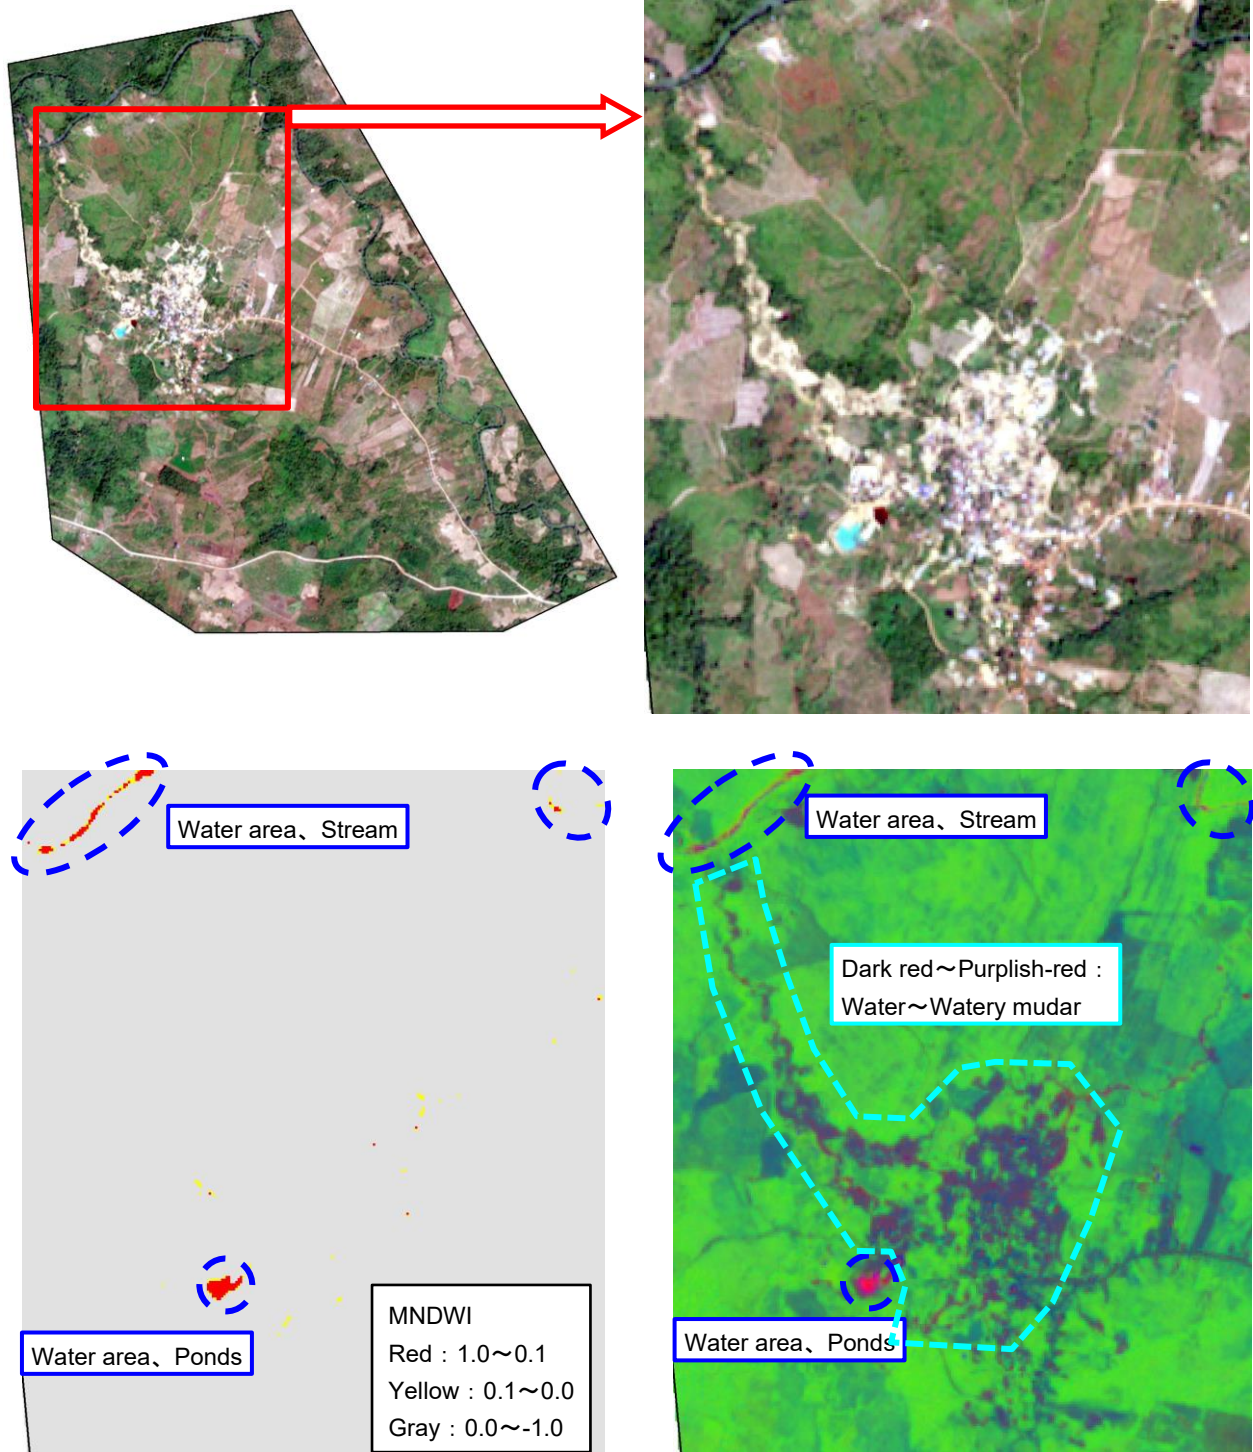 Water area、Stream
Water area、Stream
Dark red～Purplish-red：
Water～Watery mudar
Water area、Ponds
MNDWI
Red：1.0～0.1
Yellow：0.1～0.0
Gray：0.0～-1.0
Water area、Ponds